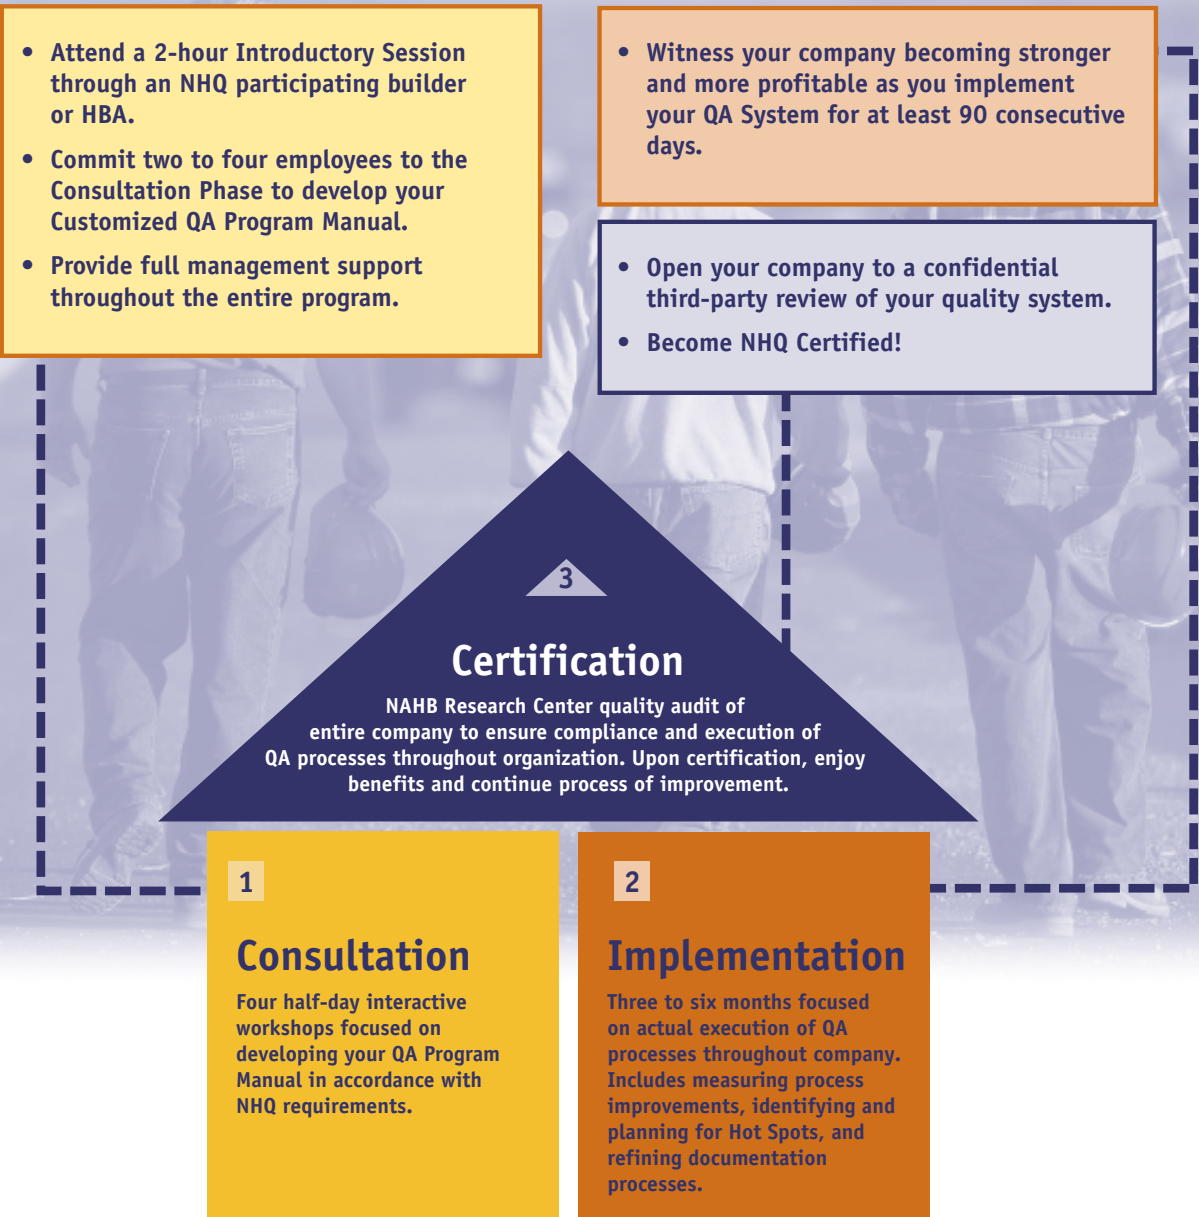 • Attend a 2-hour Introductory Session
through an NHQ participating builder
or HBA.
• Commit two to four employees to the
Consultation Phase to develop your
Customized QA Program Manual.
• Provide full management support
throughout the entire program.
• Witness your company becoming stronger
and more profitable as you implement
your QA System for at least 90 consecutive
days.
• Open your company to a confidential
third-party review of your quality system.
• Become NHQ Certified!
3
Certification
NAHB Research Center quality audit of
entire company to ensure compliance and execution of
QA processes throughout organization. Upon certification, enjoy
benefits and continue process of improvement.
1
Consultation
Four half-day interactive
workshops focused on
developing your QA Program
Manual in accordance with
NHQ requirements.
2
Implementation
Three to six months focused
on actual execution of QA
processes throughout company.
Includes measuring process
improvements, identifying and
planning for Hot Spots, and
refining documentation
processes.